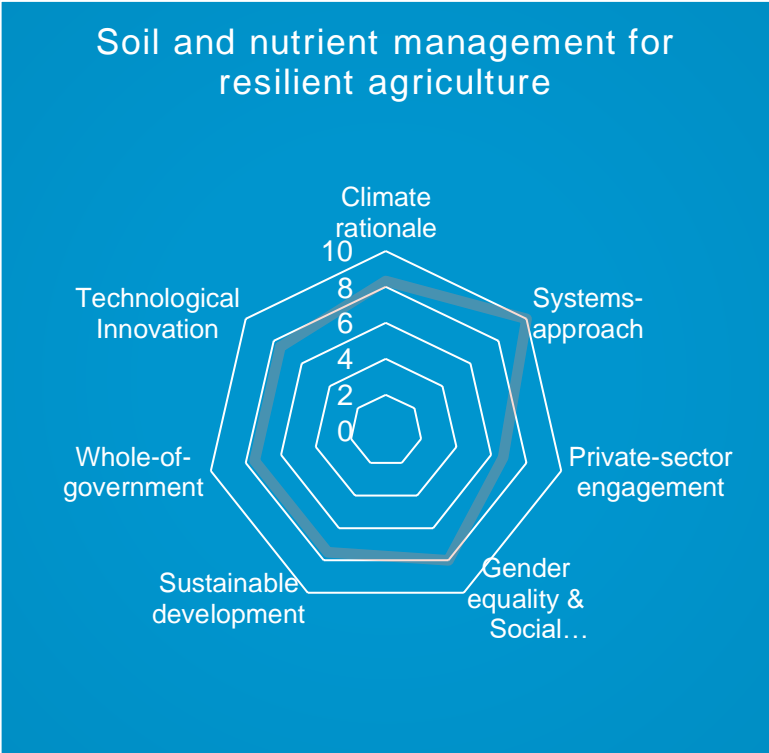 Soil and nutrient management for
resilient agriculture
Climate
rationale
10
8
6
4
2
0
Systems-
approach
Private-sector
engagement
Gender
equality &
Social…
Sustainable
development
Whole-of-
government
Technological
Innovation